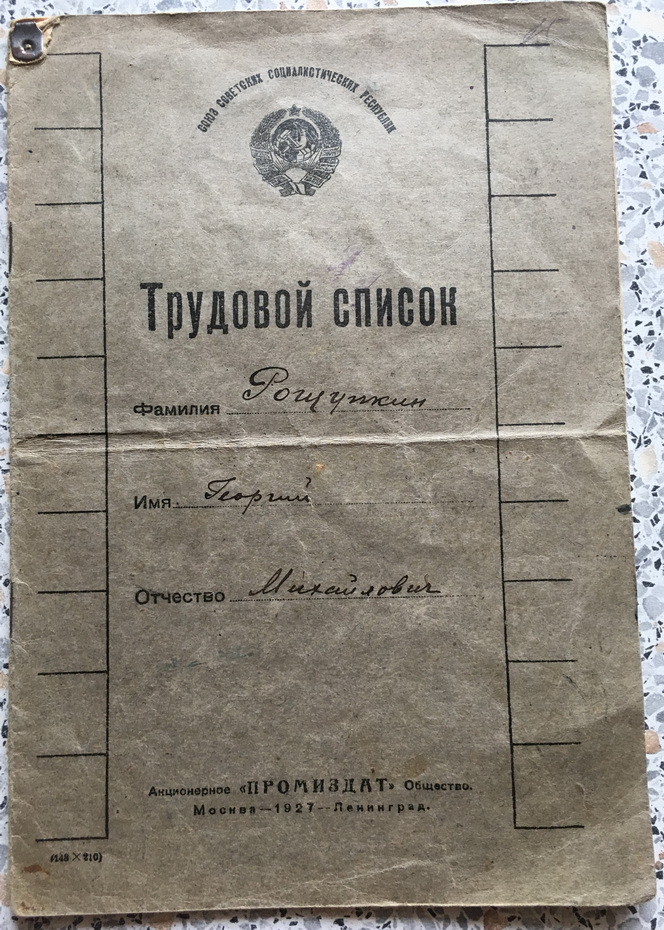 СОЮЗ СОВЕТСКИХ СОЦИАЛИСТИЧЕСКИХ РЕСПУБЛИК
Трудовой список
Фамилия Рощупкин
Имя Георгий
Отчество Михайлович
Акционерное «ПРОМИЗДАТ» Общество.
Москва—1927—Ленинград.
(148 × 210)